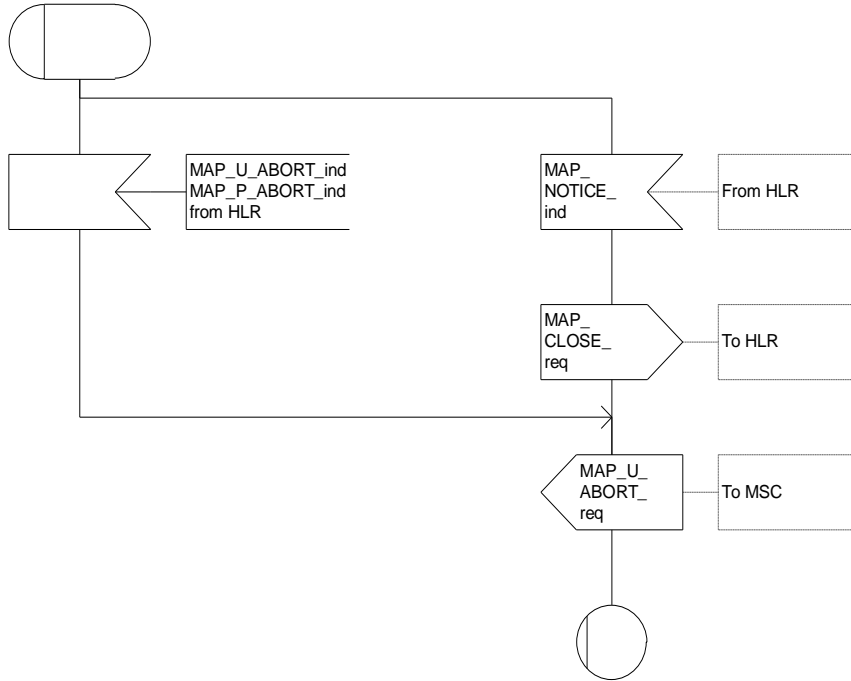 MAP_U_ABORT_ind
MAP_P_ABORT_ind
from HLR
MAP_
NOTICE_
ind
From HLR
MAP_
CLOSE_
req
To HLR
MAP_U_
ABORT_
req
To MSC